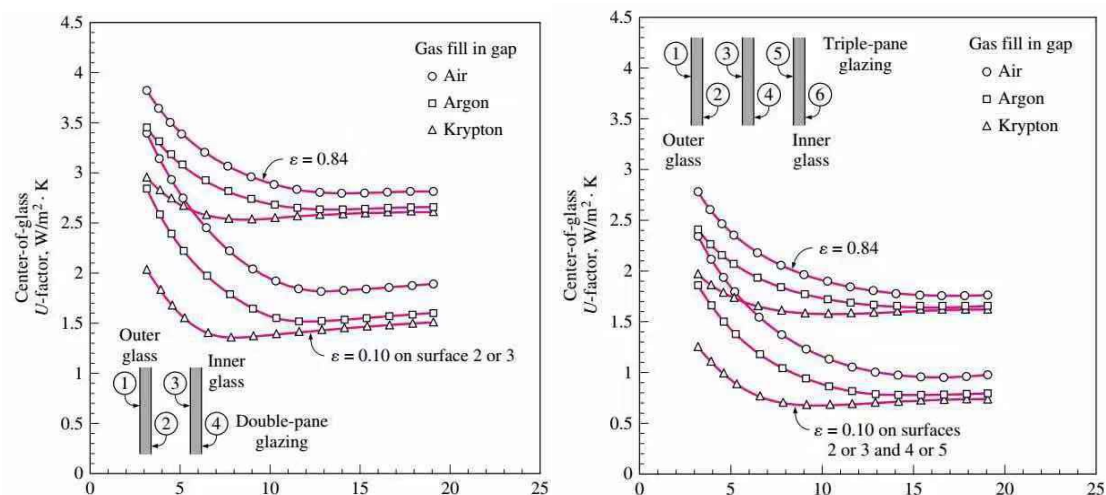 4.5
4
3.5
3
2.5
2
1.5
1
0.5
0
0
5
10
15
20
25
Center-of-glass
U-factor, W/m² · K
Gas fill in gap
Air
Argon
Krypton
ε = 0.84
ε = 0.10 on surface 2 or 3
Outer
glass
Inner
glass
1
2
3
4
Double-pane
glazing
4.5
4
3.5
3
2.5
2
1.5
1
0.5
0
0
5
10
15
20
25
Center-of-glass
U-factor, W/m² · K
1
2
3
4
5
6
Triple-pane
glazing
Outer
glass
Inner
glass
Gas fill in gap
Air
Argon
Krypton
ε = 0.84
ε = 0.10 on surfaces
2 or 3 and 4 or 5